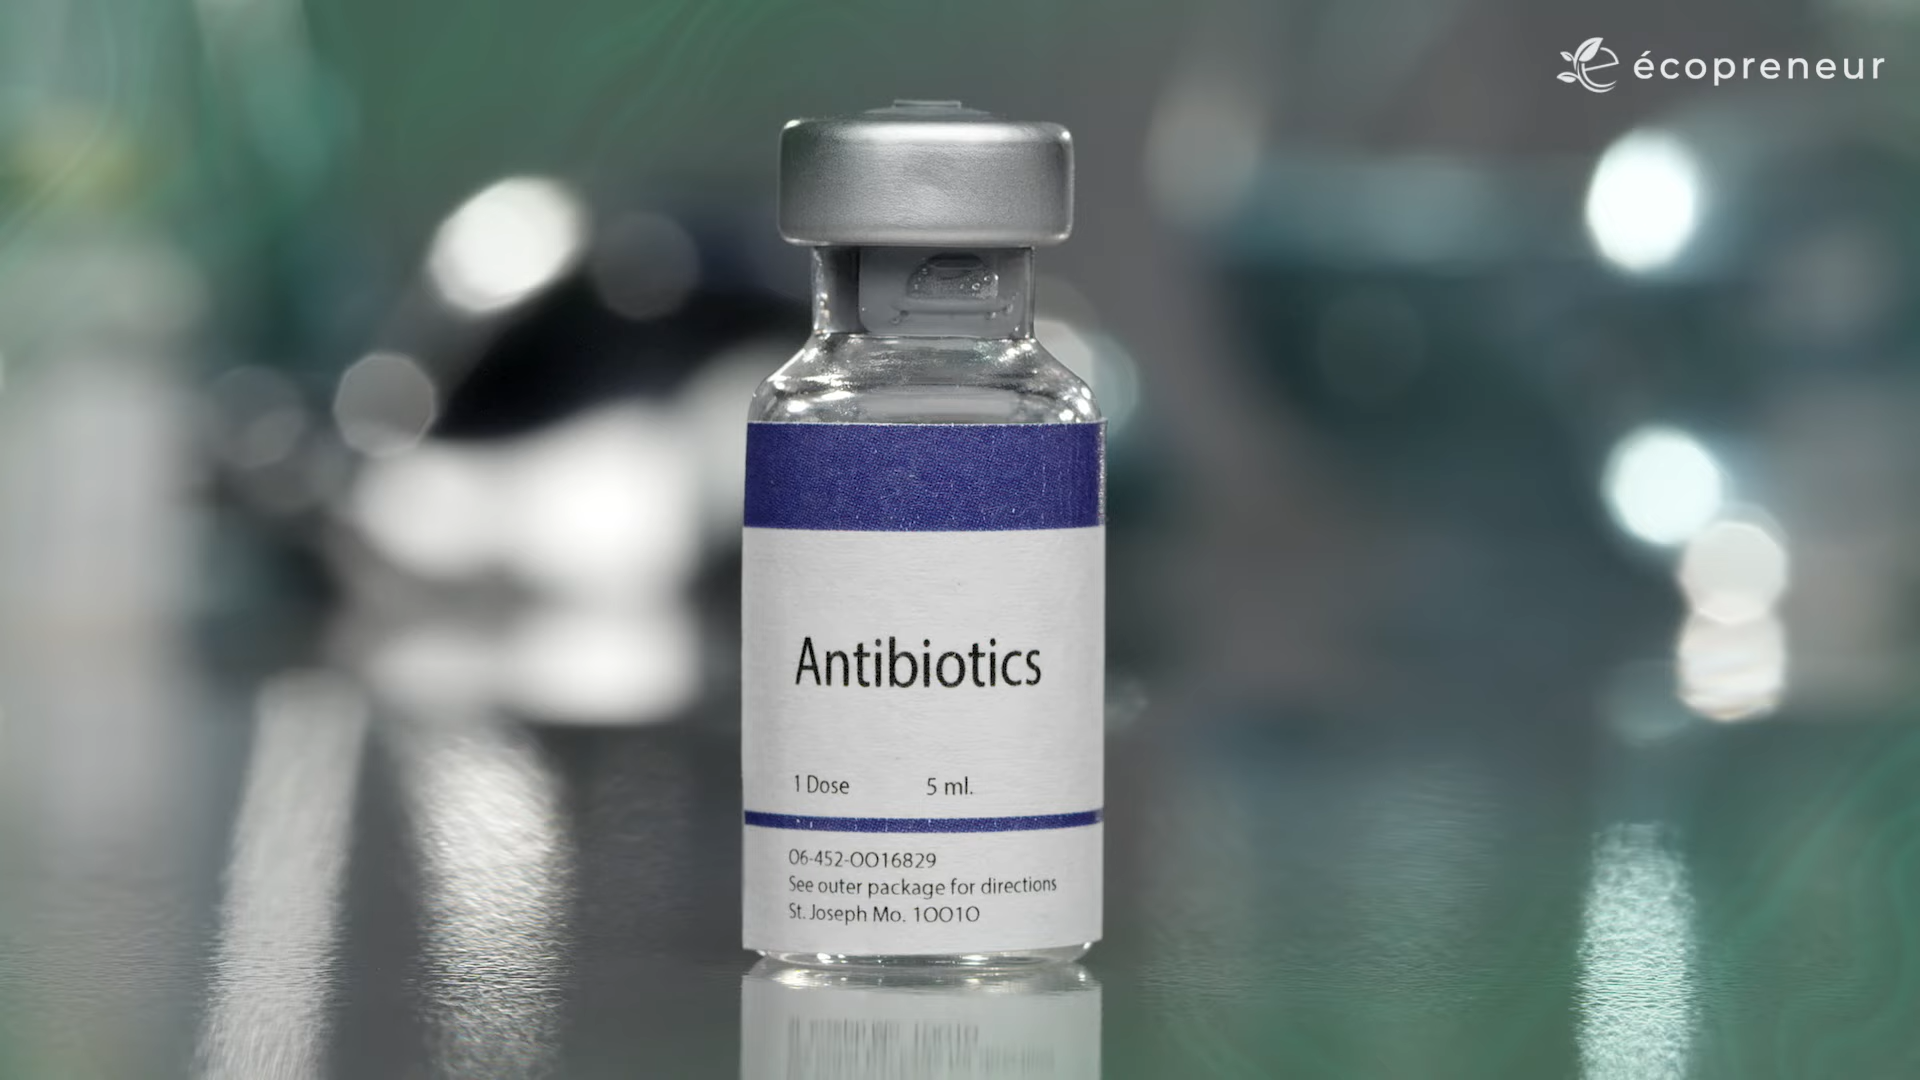 écopreneur
Antibiotics
1 Dose 5 ml.
06-452-0016829
See outer package for directions
St. Joseph Mo. 10010